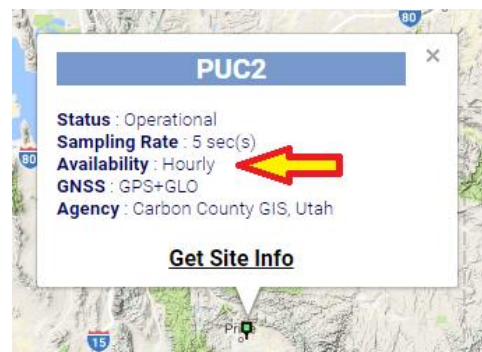 80
PUC2
×
Status : Operational
Sampling Rate : 5 sec(s)
80
Availability : Hourly
GNSS : GPS+GLO
Agency : Carbon County GIS, Utah
Get Site Info
15